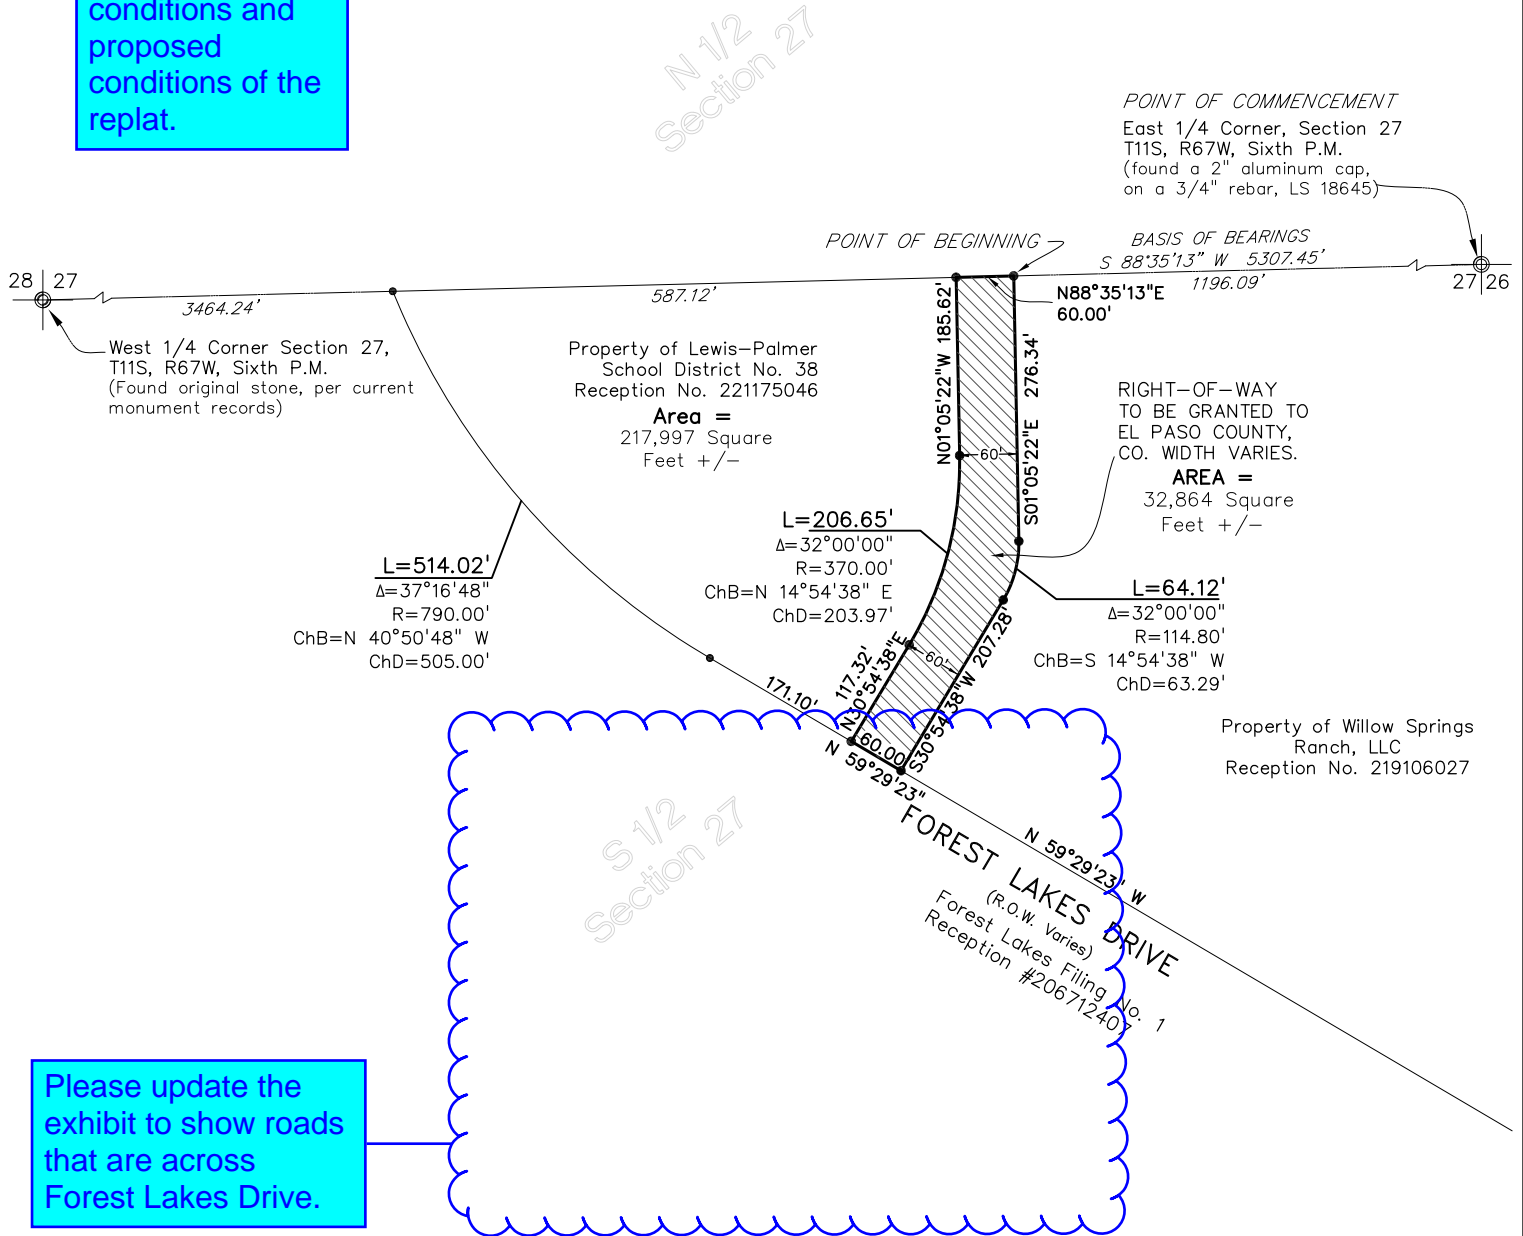 conditions and
proposed
conditions of the
replat.
N 1/2
Section 27
POINT OF COMMENCEMENT
East 1/4 Corner, Section 27
T11S, R67W, Sixth P.M.
(found a 2" aluminum cap,
on a 3/4" rebar, LS 18645)
POINT OF BEGINNING
BASIS OF BEARINGS
S 88°35'13" W 5307.45'
1196.09'
28 27
27 26
3464.24'
587.12'
N88°35'13"E
60.00'
West 1/4 Corner Section 27,
T11S, R67W, Sixth P.M.
(Found original stone, per current
monument records)
Property of Lewis-Palmer
School District No. 38
Reception No. 221175046
Area =
217,997 Square
Feet +/-
N01°05'22"W 185.62'
60'
S01°05'22"E 276.34'
RIGHT-OF-WAY
TO BE GRANTED TO
EL PASO COUNTY,
CO. WIDTH VARIES.
AREA =
32,864 Square
Feet +/-
L=206.65'
Δ=32°00'00"
R=370.00'
ChB=N 14°54'38" E
ChD=203.97'
L=514.02'
Δ=37°16'48"
R=790.00'
ChB=N 40°50'48" W
ChD=505.00'
L=64.12'
Δ=32°00'00"
R=114.80'
ChB=S 14°54'38" W
ChD=63.29'
171.10'
117.32'
N30°54'38"E
60'
S30°54'38"W 207.28'
60.00
N 59°29'23"
Property of Willow Springs
Ranch, LLC
Reception No. 219106027
S 1/2
Section 27
FOREST LAKES DRIVE
N 59°29'23" W
(R.O.W. Varies)
Forest Lakes Filing No. 1
Reception #206712407
Please update the
exhibit to show roads
that are across
Forest Lakes Drive.